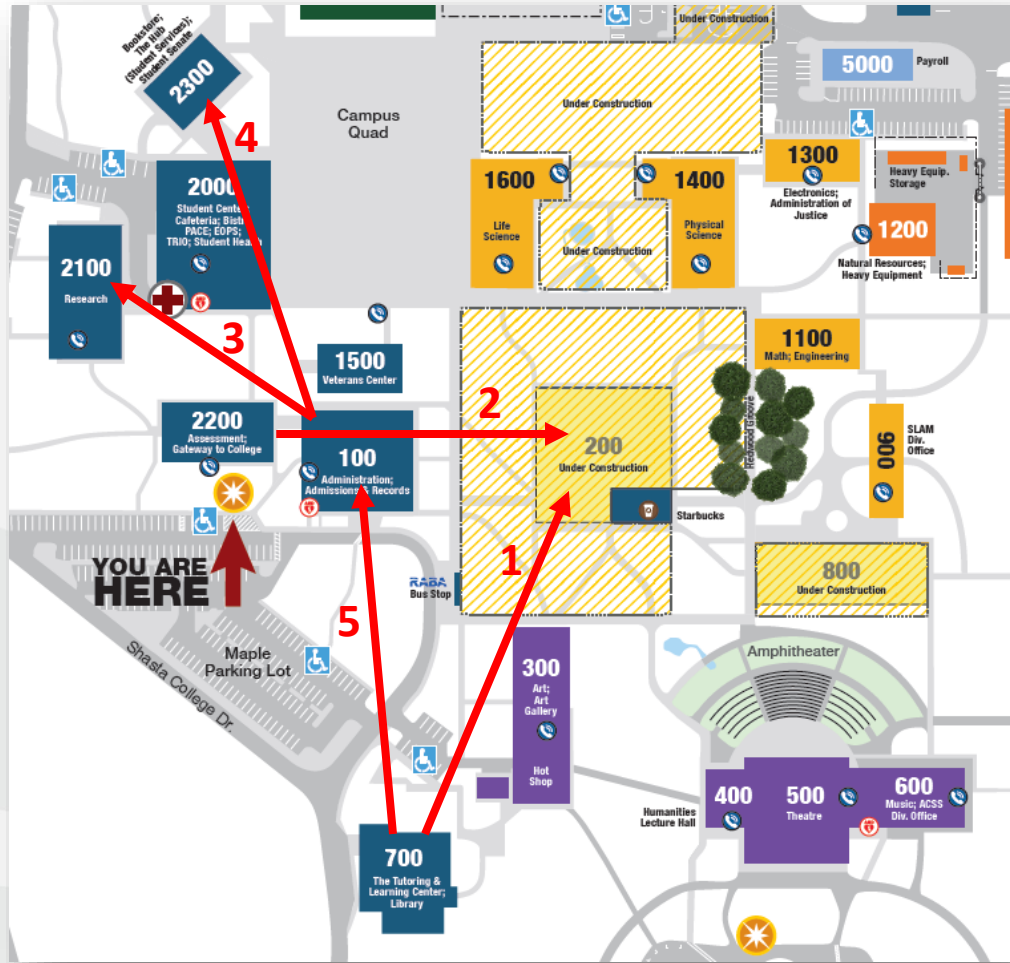 Bookstore;
The Hub
(Student Services);
Student Senate
2300
Campus
Quad
Under Construction
Under Construction
5000
Payroll
4
2000
Student Center
Cafeteria; Bistro
PACE; EOPS;
TRIO; Student Health
1600
Life
Science
Under Construction
1400
Physical
Science
1300
Electronics;
Administration of
Justice
Heavy Equip.
Storage
1200
Natural Resources;
Heavy Equipment
2100
Research
3
1500
Veterans Center
1100
Math; Engineering
2
2200
Assessment;
Gateway to College
100
Administration;
Admissions & Records
200
Under Construction
Redwood Groove
900
SLAM
Div.
Office
Starbucks
YOU ARE
HERE
RABA
Bus Stop
1
800
Under Construction
5
Shasta College Dr.
Maple
Parking Lot
300
Art;
Art
Gallery
Hot
Shop
Amphitheater
Humanities
Lecture Hall
400
500
Theatre
600
Music; ACSS
Div. Office
700
The Tutoring &
Learning Center;
Library